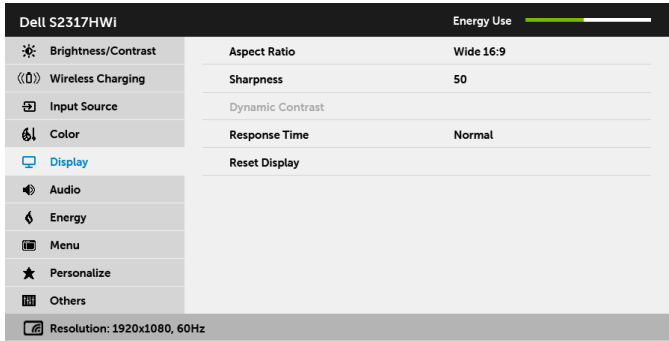 Dell S2317HWi Energy Use
Brightness/Contrast Aspect Ratio Wide 16:9
Wireless Charging Sharpness 50
Input Source Dynamic Contrast
Color Response Time Normal
Display Reset Display
Audio
Energy
Menu
Personalize
Others
Resolution: 1920x1080, 60Hz